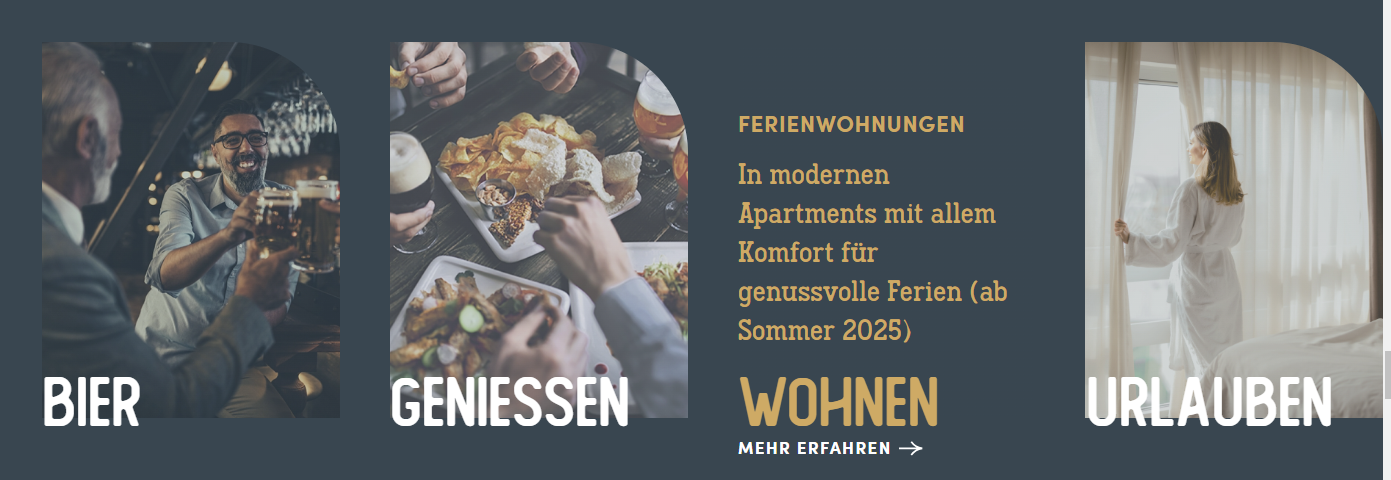 BIER
GENIESSEN
FERIENWOHNUNGEN
In modernen
Apartments mit allem
Komfort für
genussvolle Ferien (ab
Sommer 2025)
WOHNEN
MEHR ERFAHREN →
URLAUBEN